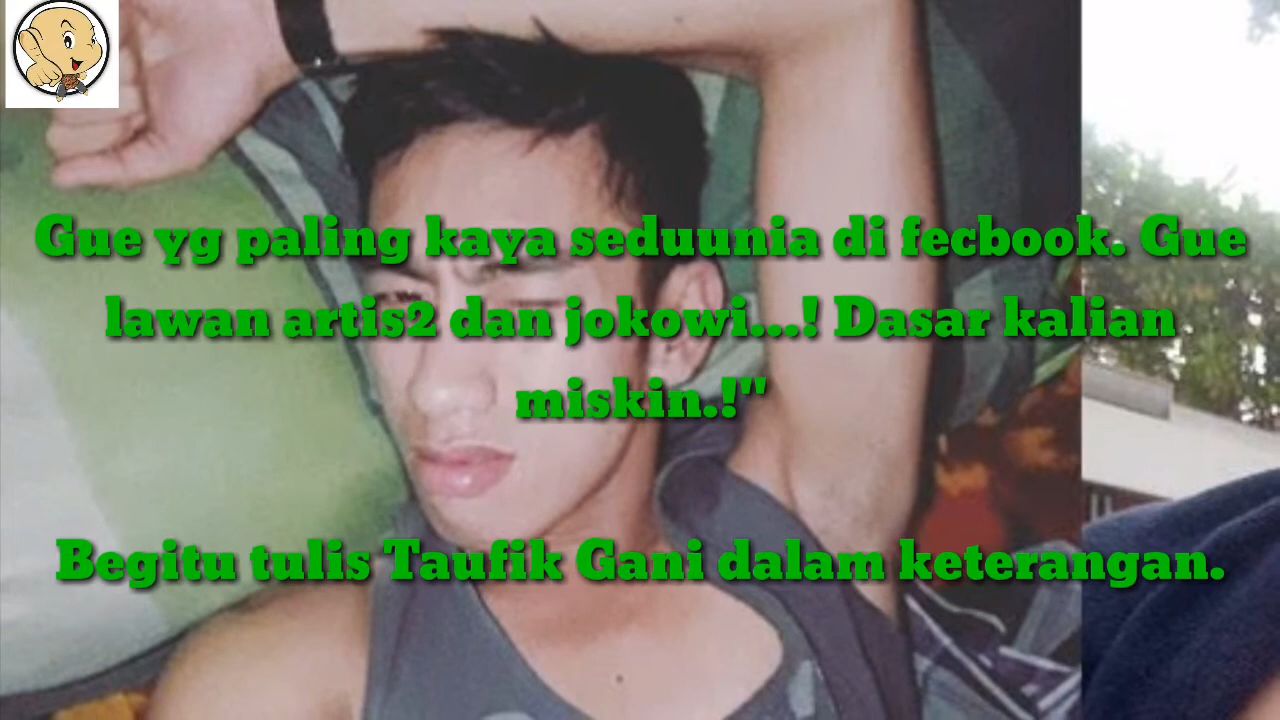 Gue yg paling kaya seduunia di fecbook. Gue
lawan artis2 dan jokowi...! Dasar kalian
miskin.!"
Begitu tulis Taufik Gani dalam keterangan.